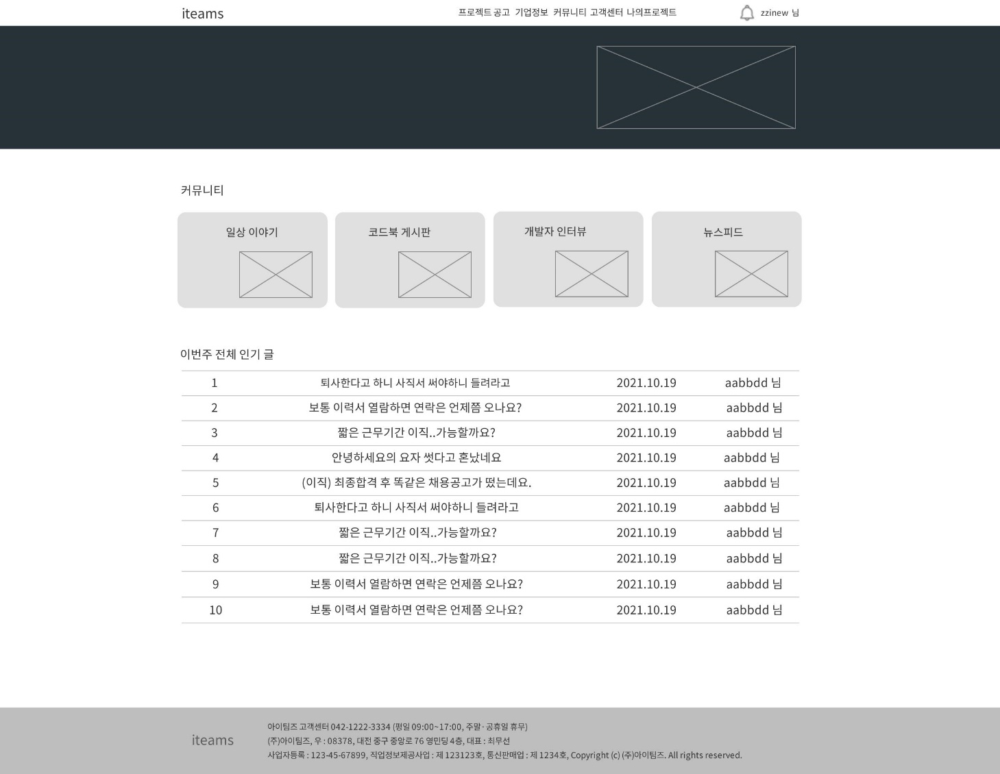 iteams 프로젝트 공고 기업정보 커뮤니티 고객센터 나의프로젝트 zzinew 님
커뮤니티
일상 이야기 코드북 게시판 개발자 인터뷰 뉴스피드
이번주 전체 인기 글
1 퇴사한다고 하니 사직서 써야하니 들려라고 2021.10.19 aabbdd 님
2 보통 이력서 열람하면 연락은 언제쯤 오나요? 2021.10.19 aabbdd 님
3 짧은 근무기간 이직..가능할까요? 2021.10.19 aabbdd 님
4 안녕하세요의 요자 썻다고 혼났네요 2021.10.19 aabbdd 님
5 (이직) 최종합격 후 똑같은 채용공고가 떴는데요. 2021.10.19 aabbdd 님
6 퇴사한다고 하니 사직서 써야하니 들려라고 2021.10.19 aabbdd 님
7 짧은 근무기간 이직..가능할까요? 2021.10.19 aabbdd 님
8 짧은 근무기간 이직..가능할까요? 2021.10.19 aabbdd 님
9 보통 이력서 열람하면 연락은 언제쯤 오나요? 2021.10.19 aabbdd 님
10 보통 이력서 열람하면 연락은 언제쯤 오나요? 2021.10.19 aabbdd 님
아이팀즈 고객센터 042-1222-3334 (평일 09:00~17:00, 주말·공휴일 휴무)
iteams (주)아이팀즈, 우 : 08378, 대전 중구 중앙로 76 영민딩 4층, 대표 : 최무선
사업자등록 : 123-45-67899, 직업정보제공사업 : 제 123123호, 통신판매업 : 제 1234호, Copyright (c) (주)아이팀즈. All rights reserved.